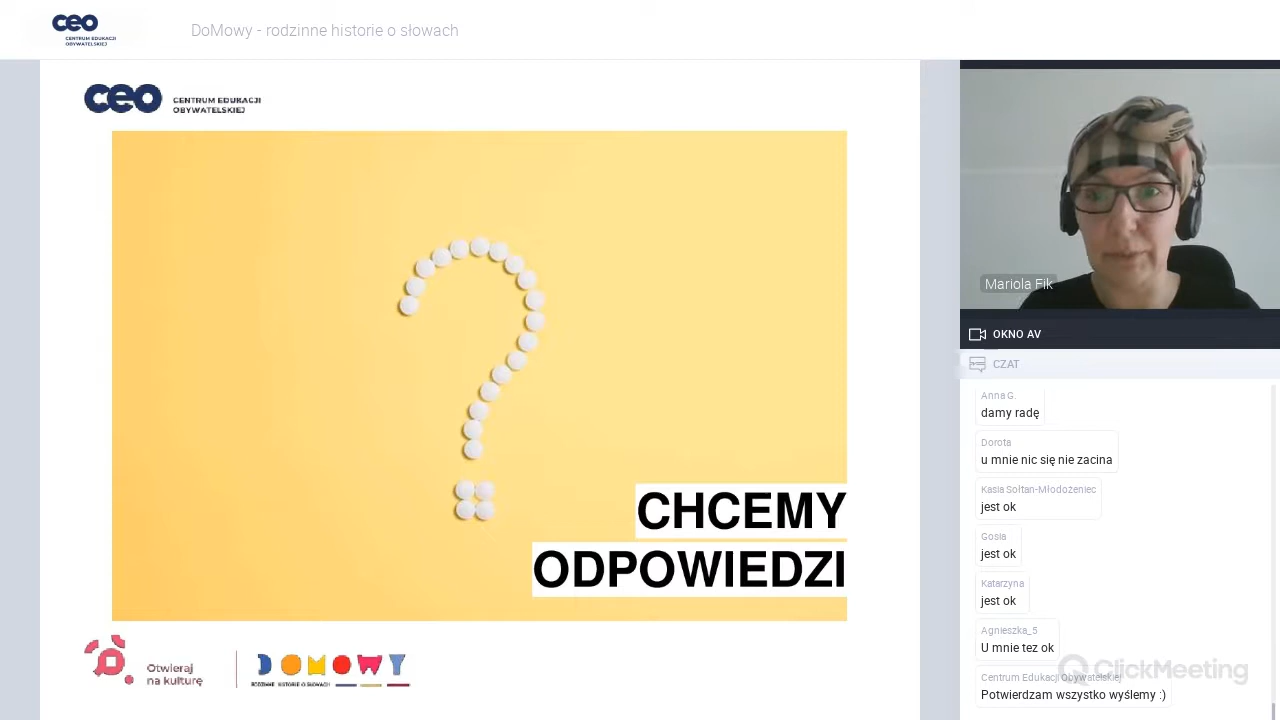 ceo
CENTRUM EDUKACJI
OBYWATELSKIEJ
DoMowy - rodzinne historie o słowach
ceo
CENTRUM EDUKACJI
OBYWATELSKIEJ
CHCEMY
ODPOWIEDZI
Otwieraj
na kulturę
DOMOWY
RODZINNE HISTORIE O SŁOWACH
Mariola Fik
OKNO AV
CZAT
Anna G.
damy radę
Dorota
u mnie nic się nie zacina
Kasia Sołtan-Młodożeniec
jest ok
Gosia
jest ok
Katarzyna
jest ok
Agnieszka_5
U mnie tez ok
Centrum Edukacji Obywatelskiej
Potwierdzam wszystko wyślemy :)
ClickMeeting